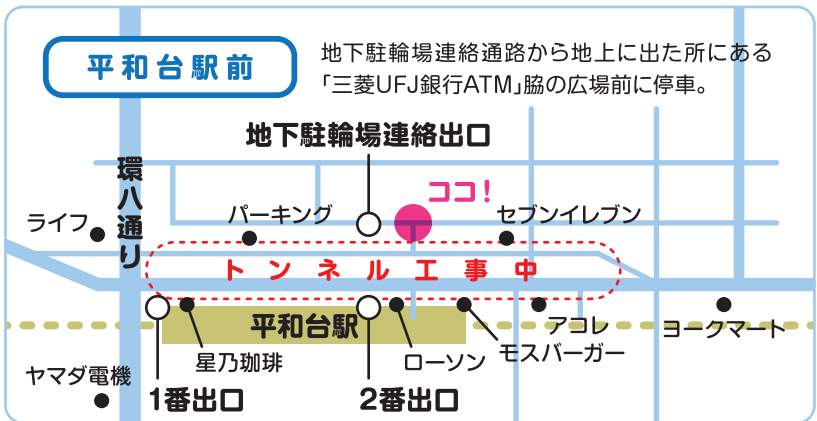 平和台駅前
地下駐輪場連絡通路から地上に出た所にある
「三菱UFJ銀行ATM」脇の広場前に停車。
地下駐輪場連絡出口
環八通り
ココ！
ライフ
パーキング
セブンイレブン
トンネル工事中
平和台駅
アコレ
ヨークマート
星乃珈琲
ローソン
モスバーガー
ヤマダ電機
1番出口
2番出口